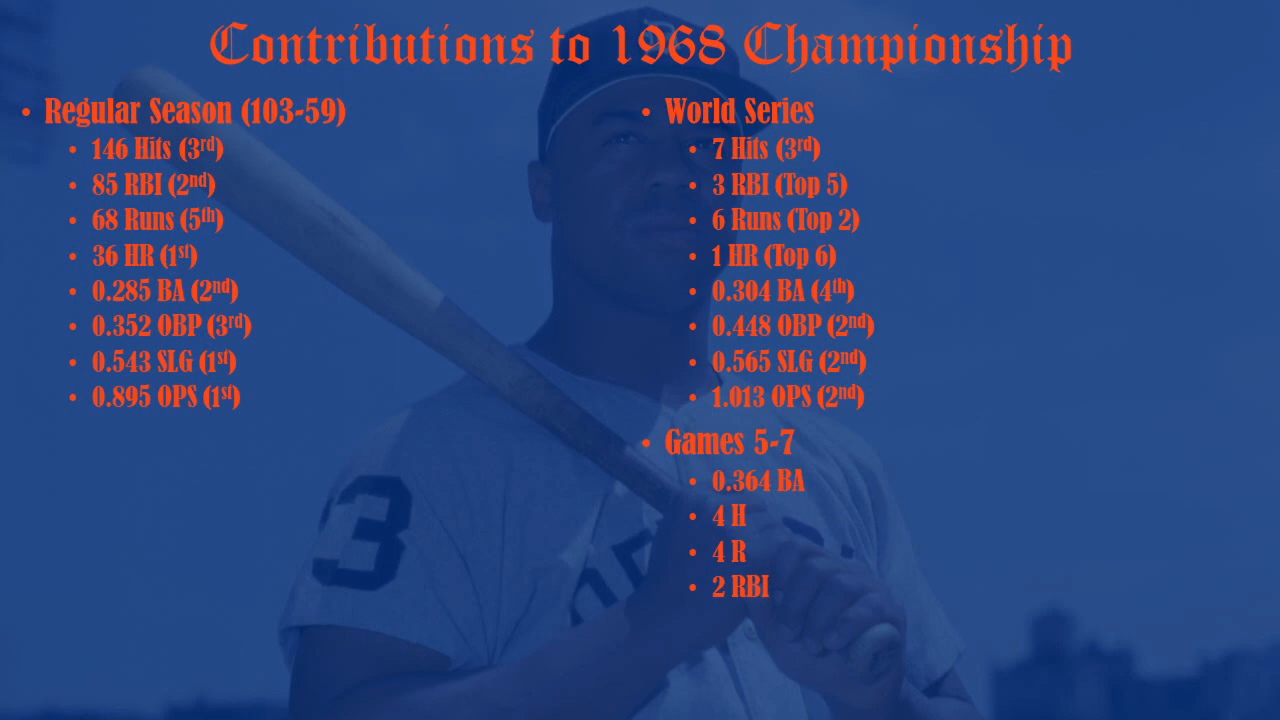 Contributions to 1968 Championship
• Regular Season (103-59)
• 146 Hits (3rd)
• 85 RBI (2nd)
• 68 Runs (5th)
• 36 HR (1st)
• 0.285 BA (2nd)
• 0.352 OBP (3rd)
• 0.543 SLG (1st)
• 0.895 OPS (1st)
• World Series
• 7 Hits (3rd)
• 3 RBI (Top 5)
• 6 Runs (Top 2)
• 1 HR (Top 6)
• 0.304 BA (4th)
• 0.448 OBP (2nd)
• 0.565 SLG (2nd)
• 1.013 OPS (2nd)
• Games 5-7
• 0.364 BA
• 4 H
• 4 R
• 2 RBI
3